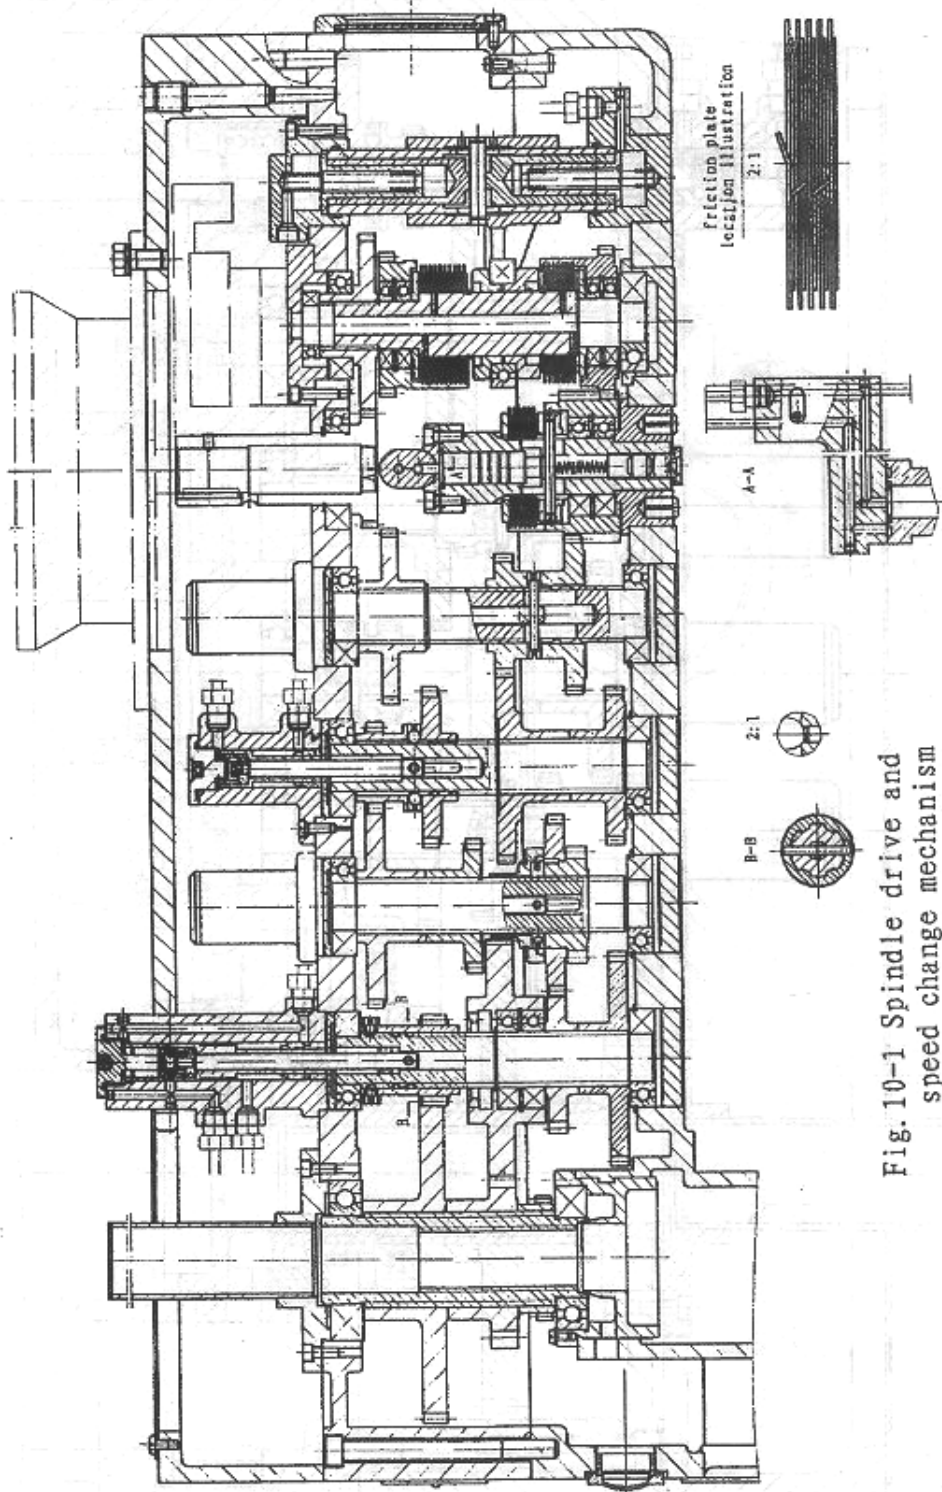 friction plate
location illustration
2:1
A-A
A
B
B
2:1
B-B
Fig.10-1 Spindle drive and
speed change mechanism